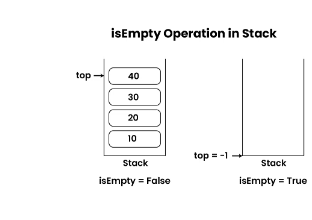 isEmpty Operation in Stack
top
40
30
20
10
Stack
isEmpty = False
top = -1
Stack
isEmpty = True